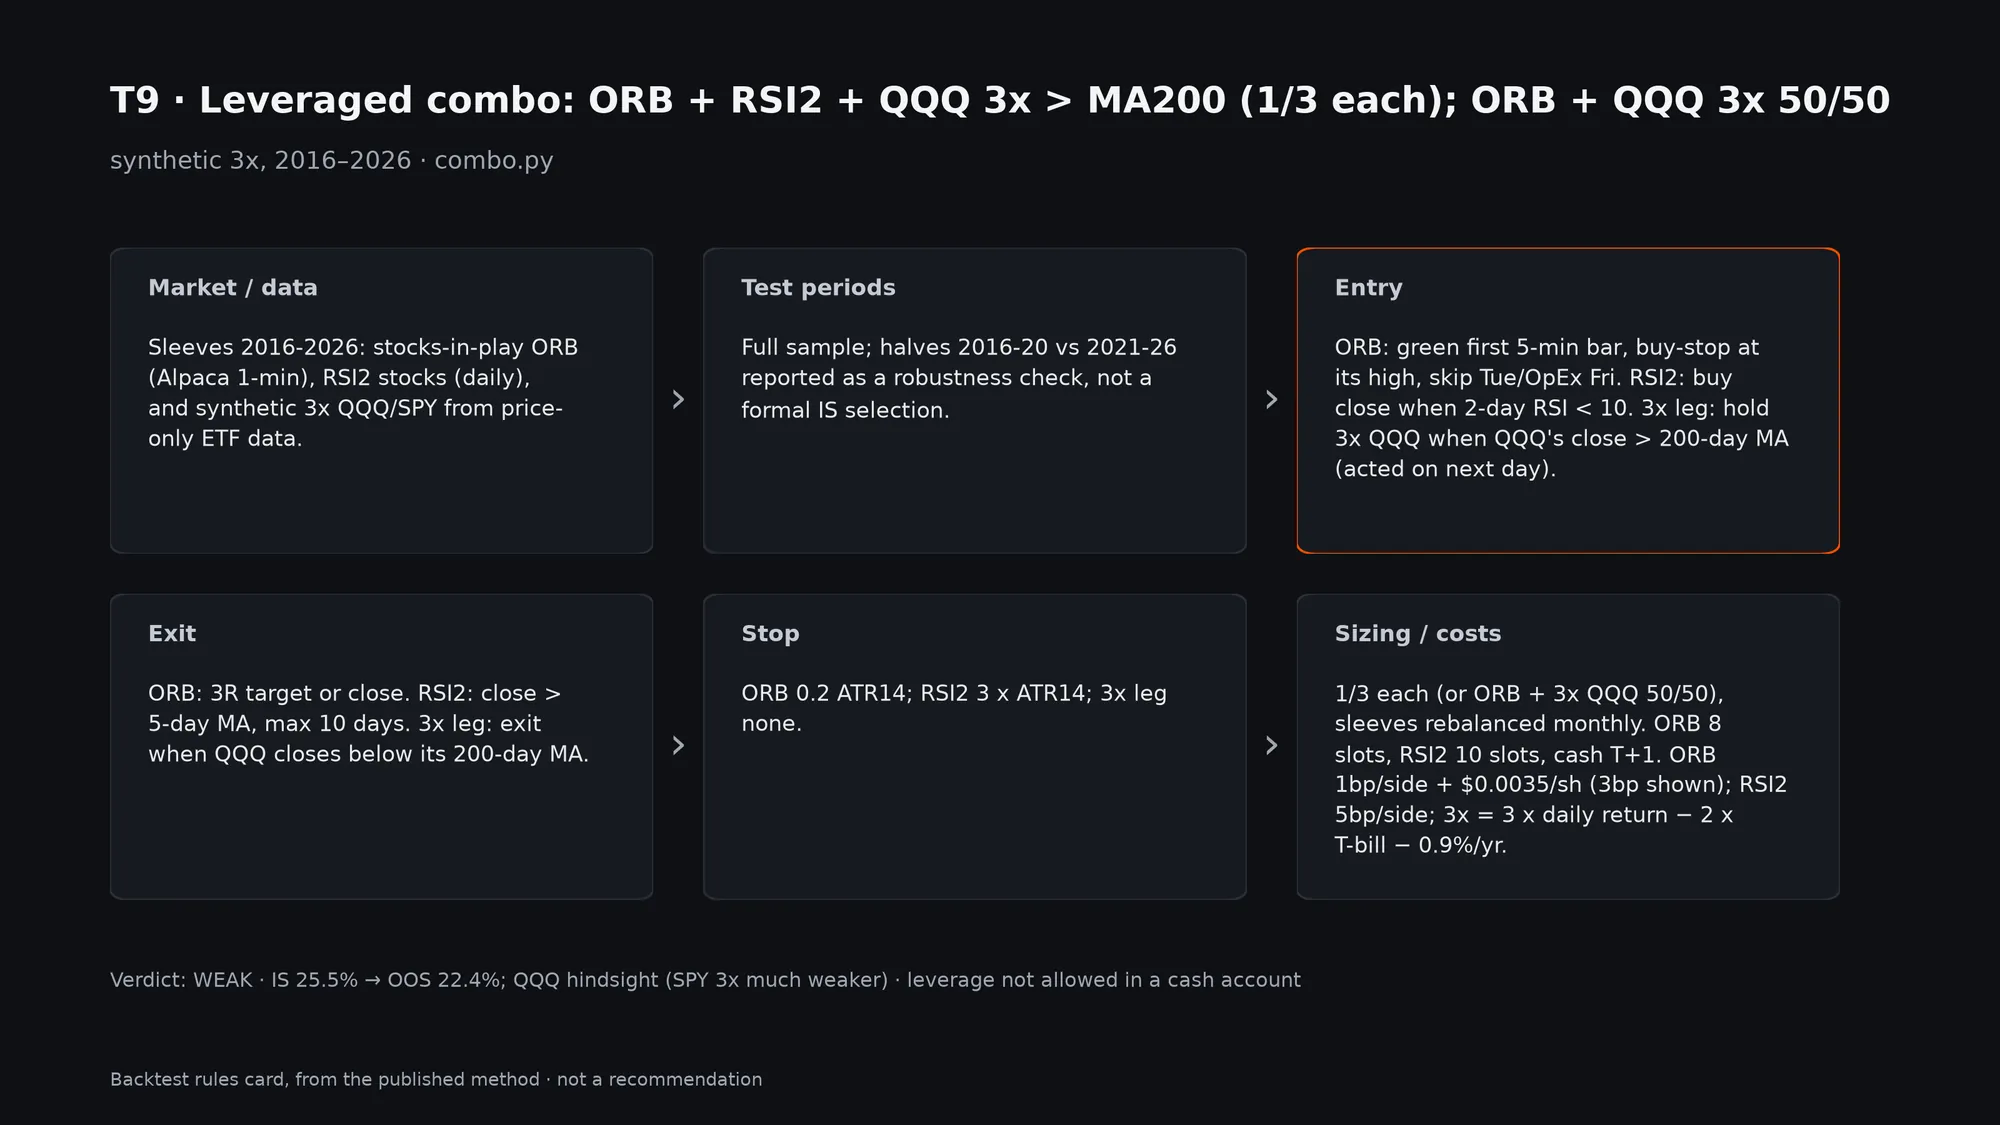 T9 · Leveraged combo: ORB + RSI2 + QQQ 3x > MA200 (1/3 each); ORB + QQQ 3x 50/50
synthetic 3x, 2016–2026 · combo.py
Market / data
Sleeves 2016-2026: stocks-in-play ORB
(Alpaca 1-min), RSI2 stocks (daily),
and synthetic 3x QQQ/SPY from price-
only ETF data.
›
Test periods
Full sample; halves 2016-20 vs 2021-26
reported as a robustness check, not a
formal IS selection.
›
Entry
ORB: green first 5-min bar, buy-stop at
its high, skip Tue/OpEx Fri. RSI2: buy
close when 2-day RSI < 10. 3x leg: hold
3x QQQ when QQQ's close > 200-day MA
(acted on next day).
Exit
ORB: 3R target or close. RSI2: close >
5-day MA, max 10 days. 3x leg: exit
when QQQ closes below its 200-day MA.
›
Stop
ORB 0.2 ATR14; RSI2 3 x ATR14; 3x leg
none.
›
Sizing / costs
1/3 each (or ORB + 3x QQQ 50/50),
sleeves rebalanced monthly. ORB 8
slots, RSI2 10 slots, cash T+1. ORB
1bp/side + $0.0035/sh (3bp shown); RSI2
5bp/side; 3x = 3 x daily return − 2 x
T-bill − 0.9%/yr.
Verdict: WEAK · IS 25.5% → OOS 22.4%; QQQ hindsight (SPY 3x much weaker) · leverage not allowed in a cash account
Backtest rules card, from the published method · not a recommendation